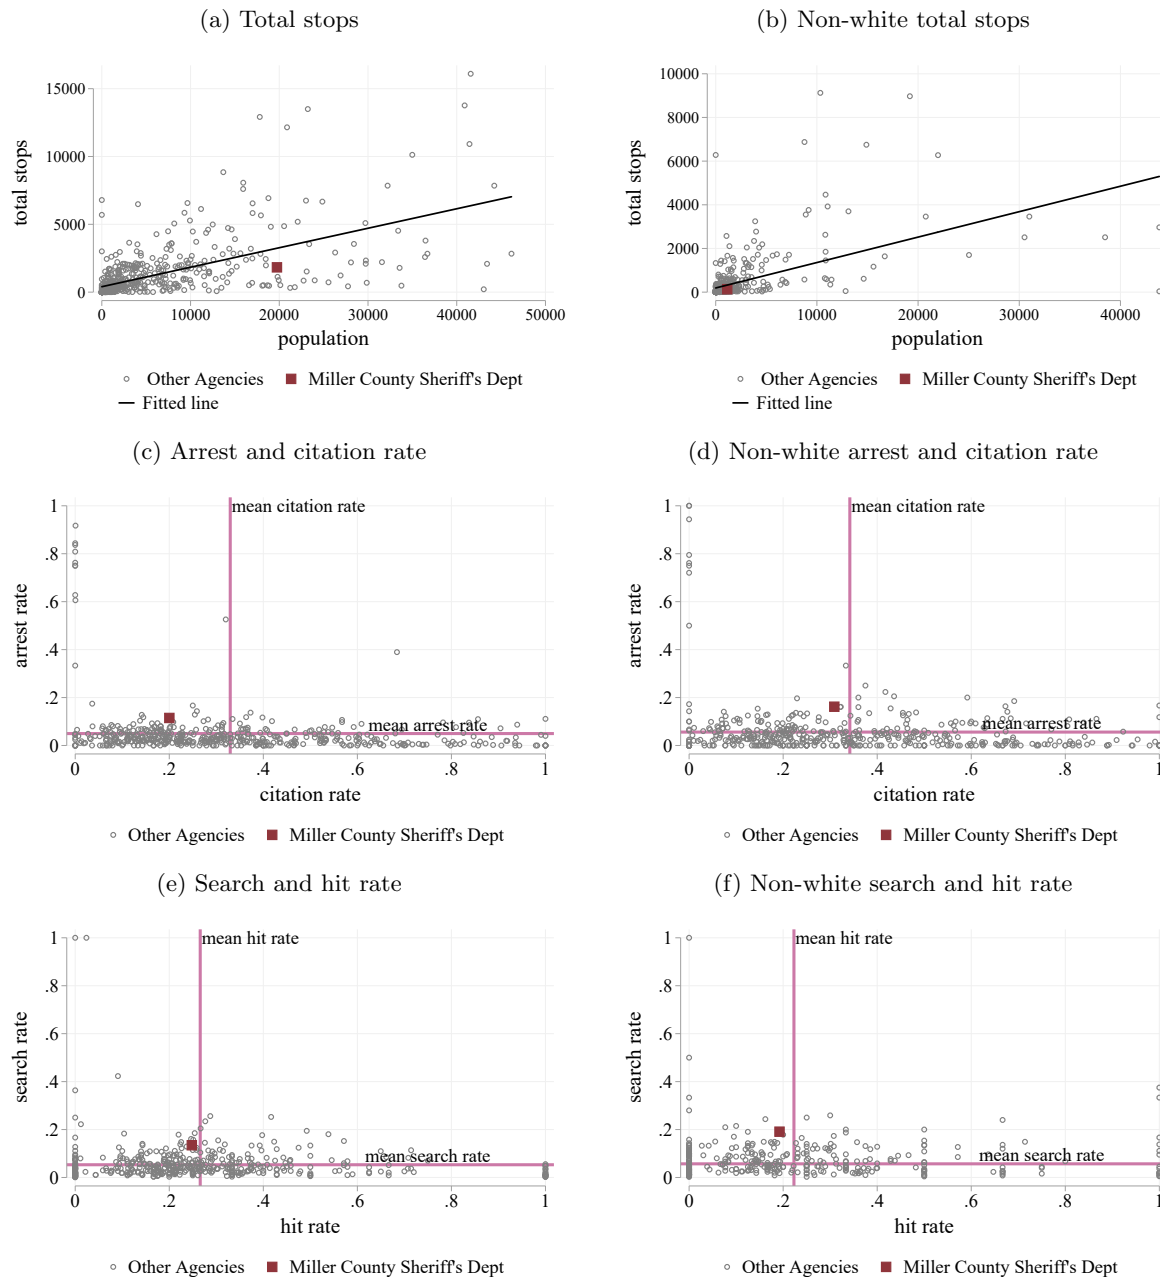 (a) Total stops
15000
10000
5000
0
total stops
0 10000 20000 30000 40000 50000
population
Other Agencies Miller County Sheriff's Dept
Fitted line
(b) Non-white total stops
10000
8000
6000
4000
2000
0
total stops
0 10000 20000 30000 40000
population
Other Agencies Miller County Sheriff's Dept
Fitted line
(c) Arrest and citation rate
mean citation rate
1
.8
.6
.4
.2
0
arrest rate
mean arrest rate
0 .2 .4 .6 .8 1
citation rate
Other Agencies Miller County Sheriff's Dept
(d) Non-white arrest and citation rate
mean citation rate
1
.8
.6
.4
.2
0
arrest rate
mean arrest rate
0 .2 .4 .6 .8 1
citation rate
Other Agencies Miller County Sheriff's Dept
(e) Search and hit rate
mean hit rate
1
.8
.6
.4
.2
0
search rate
mean search rate
0 .2 .4 .6 .8 1
hit rate
Other Agencies Miller County Sheriff's Dept
(f) Non-white search and hit rate
mean hit rate
1
.8
.6
.4
.2
0
search rate
mean search rate
0 .2 .4 .6 .8 1
hit rate
Other Agencies Miller County Sheriff's Dept